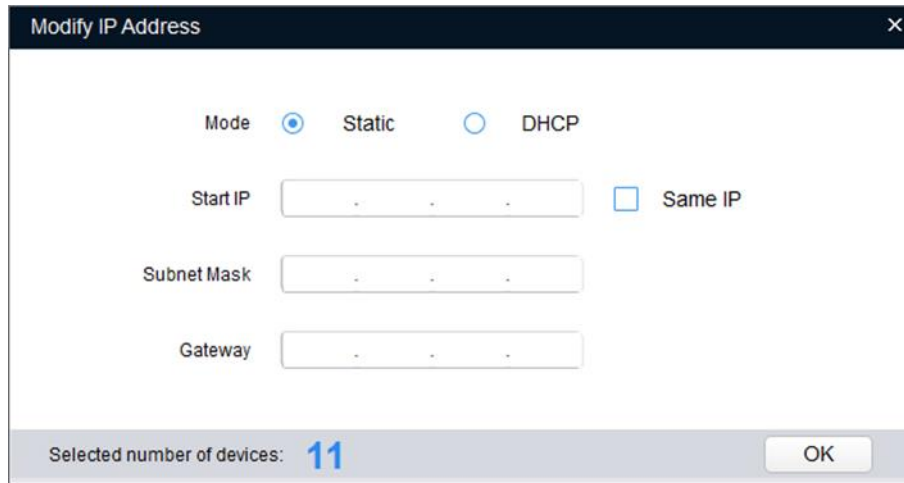 Modify IP Address ×
Mode Static DHCP
Start IP . . . Same IP
Subnet Mask . . .
Gateway . . .
Selected number of devices: 11 OK